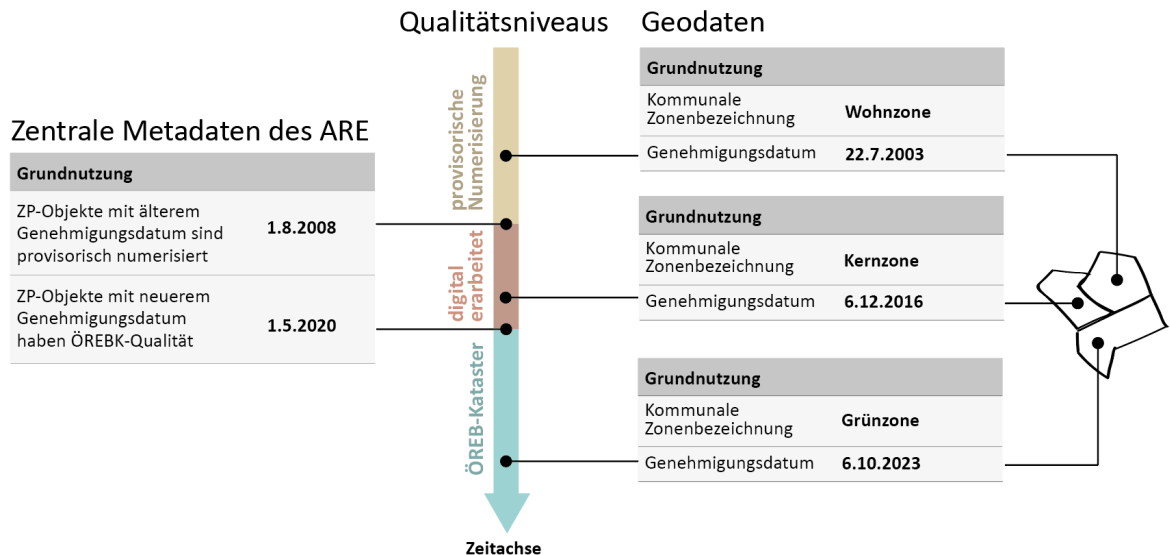 Qualitätsniveaus
Geodaten
Zentrale Metadaten des ARE
Grundnutzung
ZP-Objekte mit älterem
Genehmigungsdatum sind
provisorisch numerisiert
1.8.2008
ZP-Objekte mit neuerem
Genehmigungsdatum
haben ÖREBK-Qualität
1.5.2020
provisorische
Numerisierung
digital
erarbeitet
ÖREB-Kataster
Zeitachse
Grundnutzung
Kommunale
Zonenbezeichnung
Wohnzone
Genehmigungsdatum
22.7.2003
Grundnutzung
Kommunale
Zonenbezeichnung
Kernzone
Genehmigungsdatum
6.12.2016
Grundnutzung
Kommunale
Zonenbezeichnung
Grünzone
Genehmigungsdatum
6.10.2023